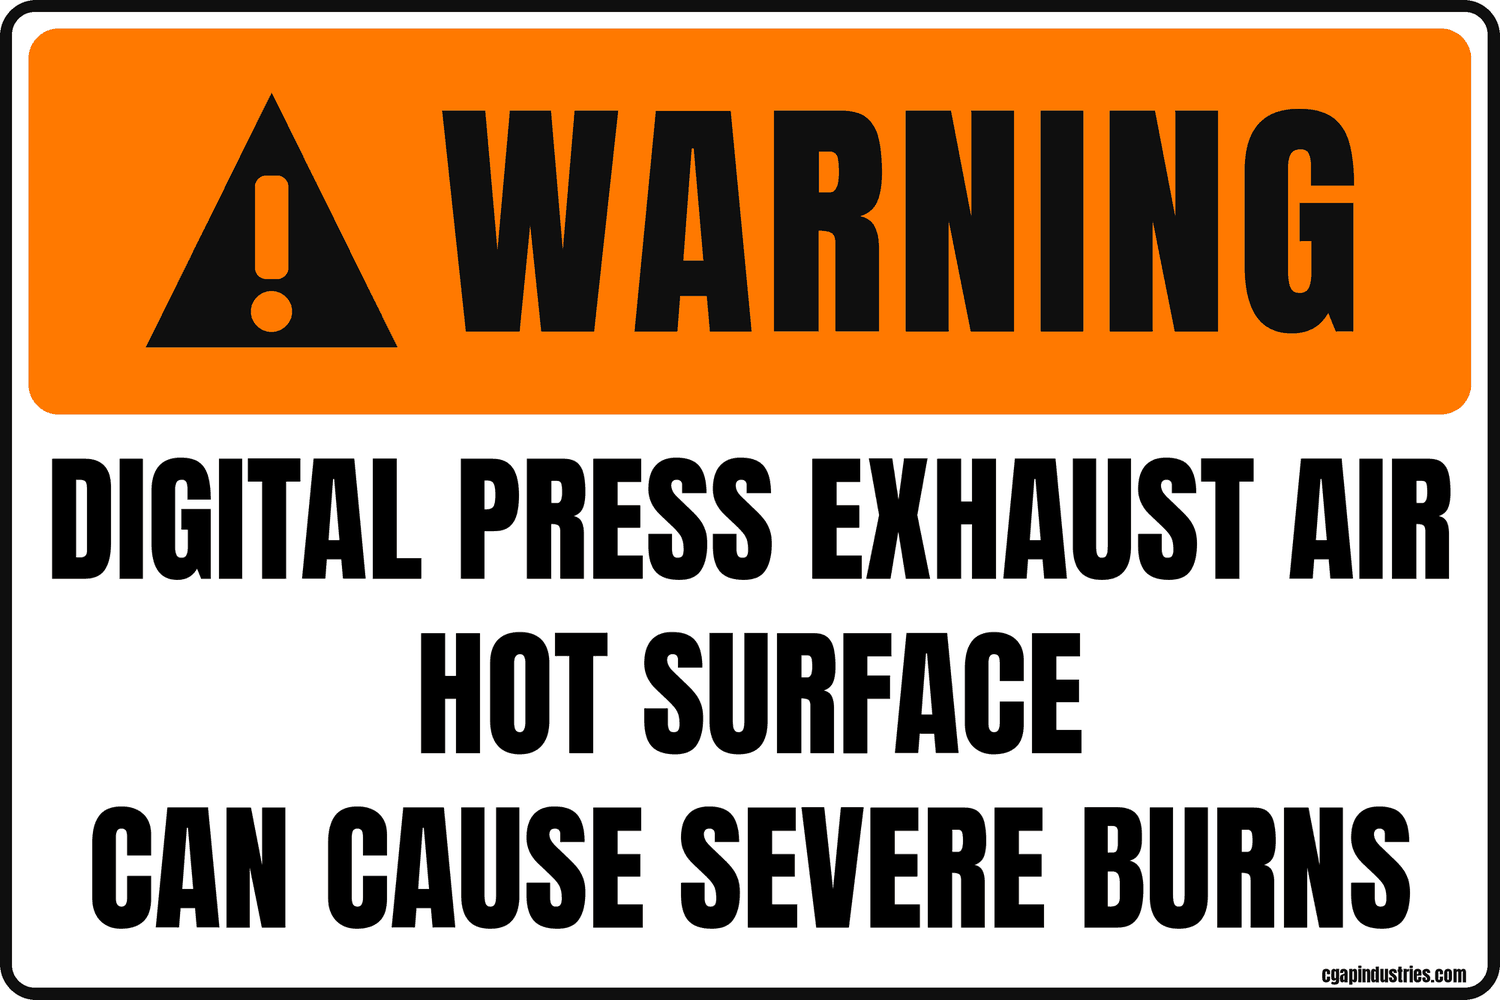 WARNING
DIGITAL PRESS EXHAUST AIR
HOT SURFACE
CAN CAUSE SEVERE BURNS
cgapindustries.com